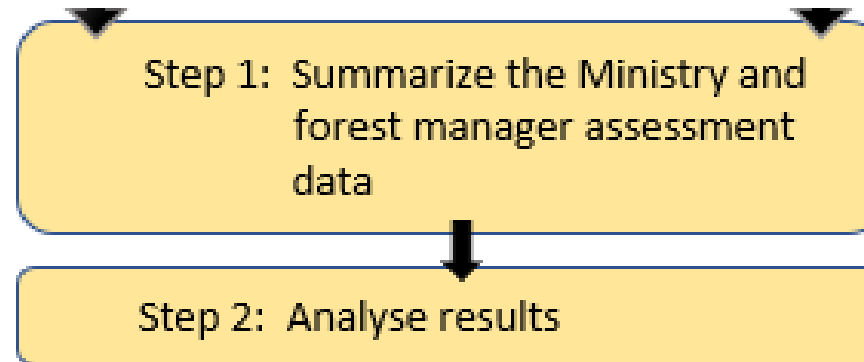 Step 1: Summarize the Ministry and
forest manager assessment
data
Step 2: Analyse results